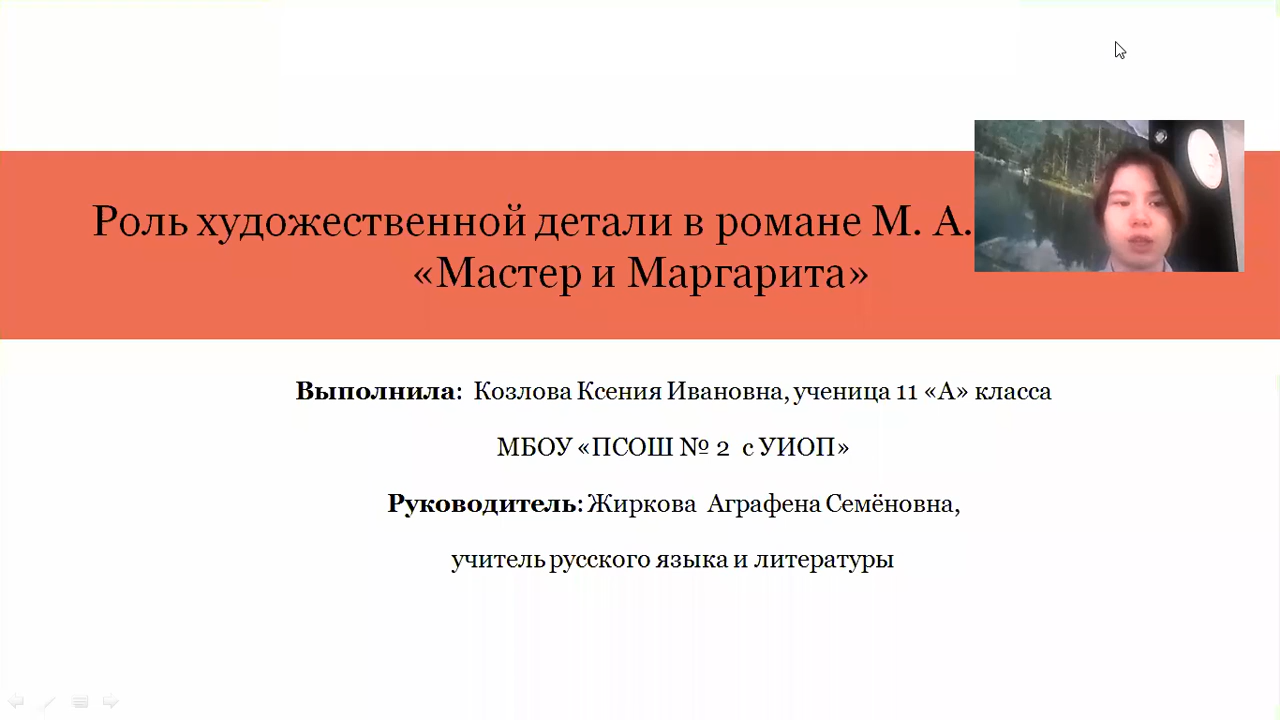 Роль художественной детали в романе М. А.
«Мастер и Маргарита»
Выполнила: Козлова Ксения Ивановна, ученица 11 «А» класса
МБОУ «ПСОШ № 2 с УИОП»
Руководитель: Жиркова Аграфена Семёновна,
учитель русского языка и литературы